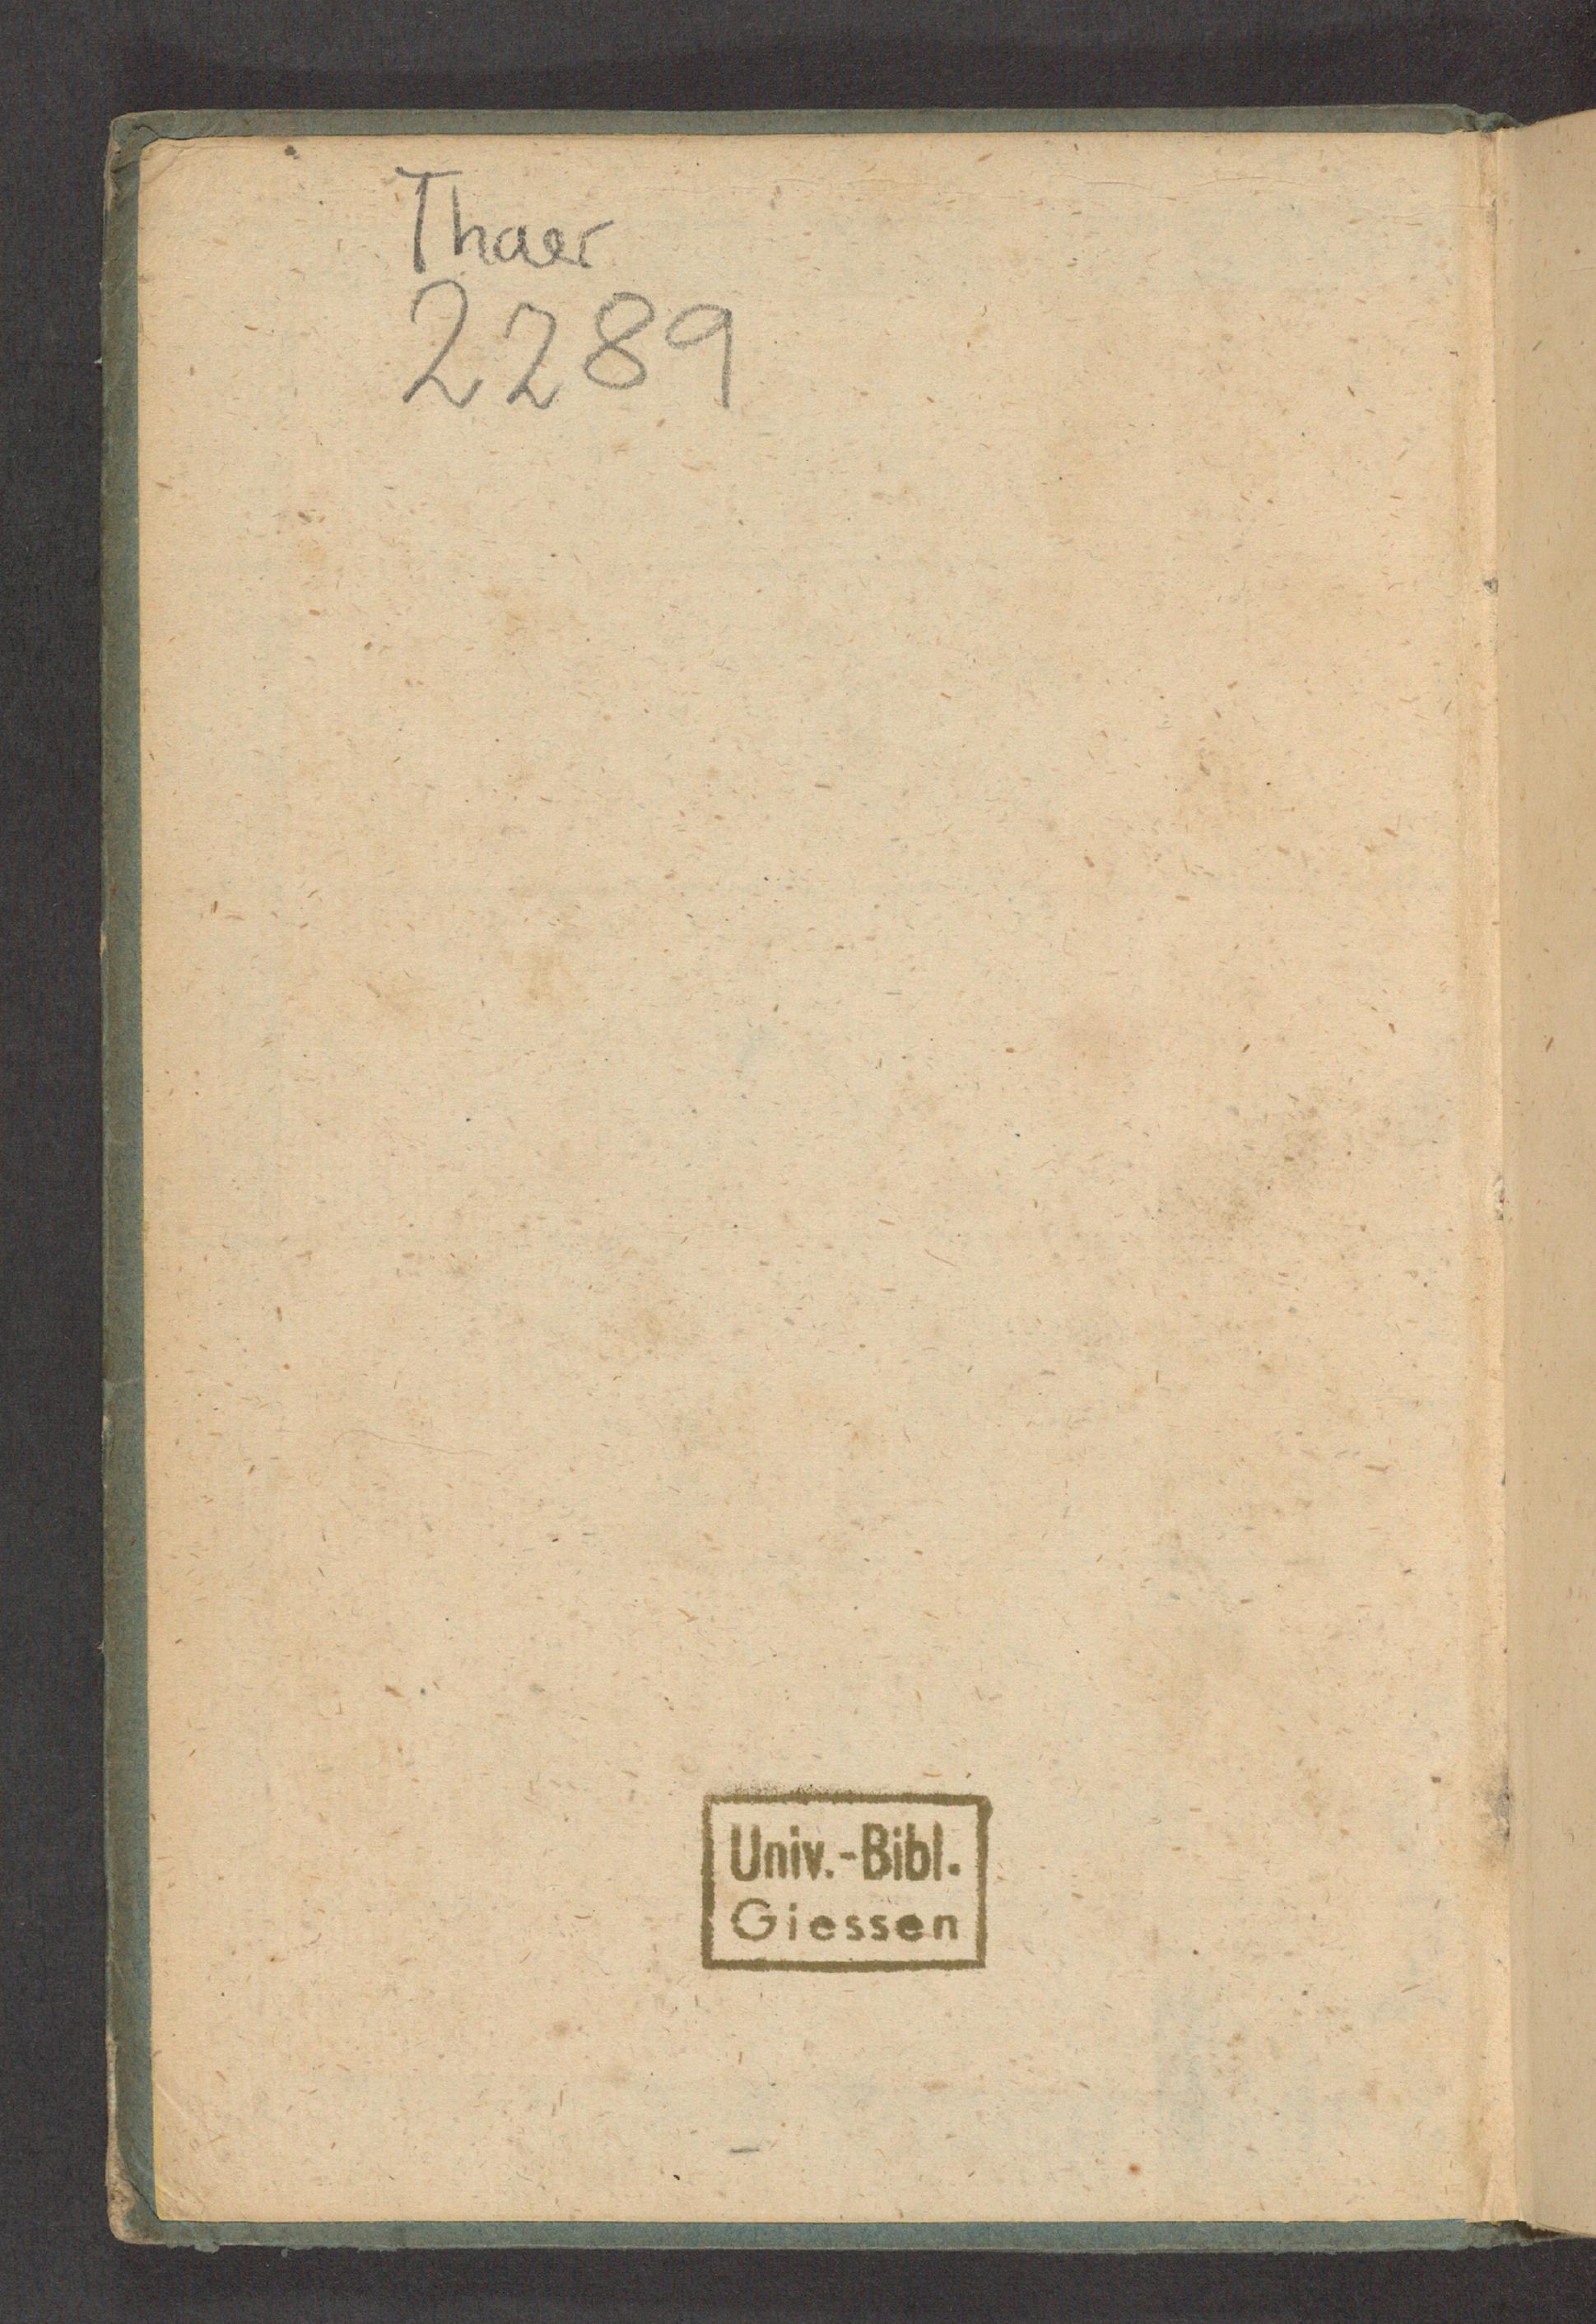 Thaer
2289
Univ.-Bibl.
Giessen